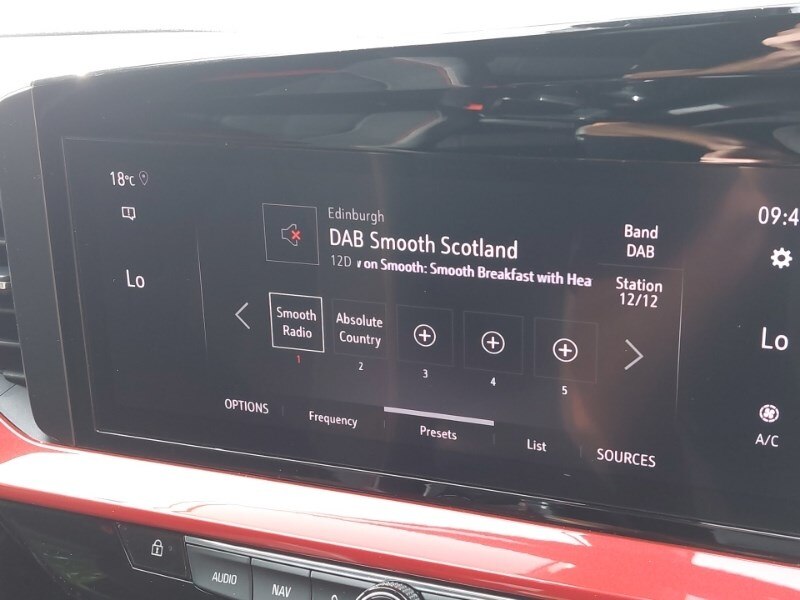 18°C
Lo
Edinburgh
DAB Smooth Scotland
12D on Smooth: Smooth Breakfast with Hea
Band
DAB
Station
12/12
09:4
Lo
A/C
Smooth
Radio
1
Absolute
Country
2
3
4
5
OPTIONS
Frequency
Presets
List
SOURCES
AUDIO
NAV